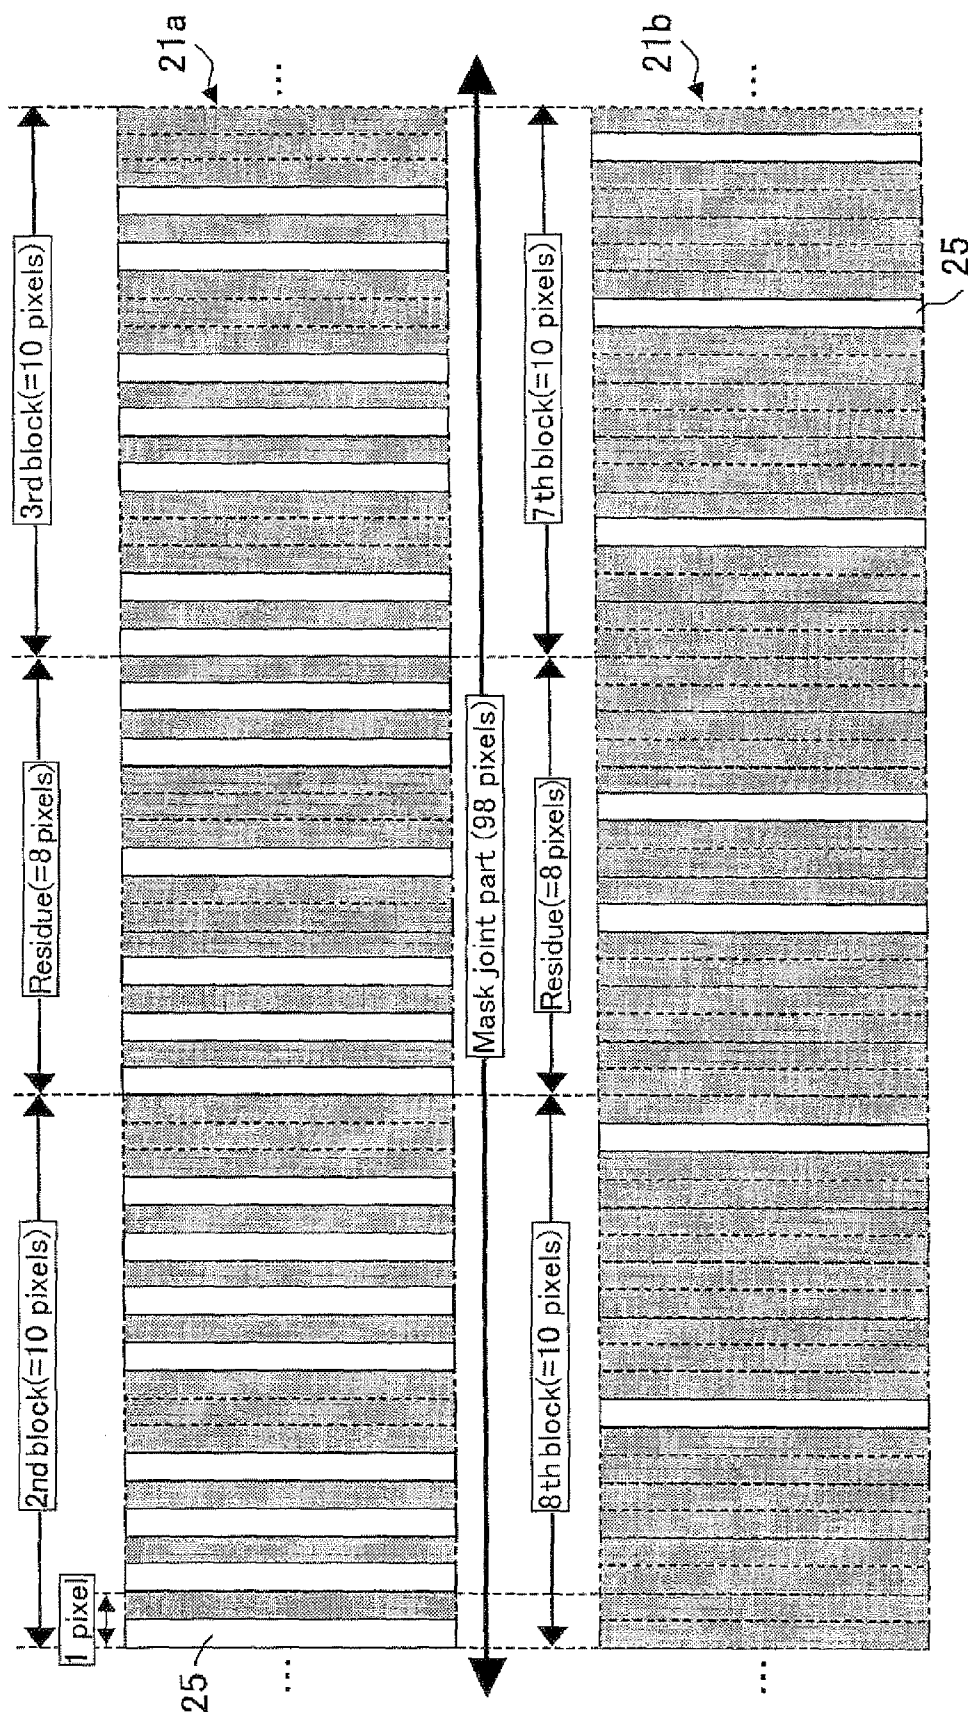 21a
...
3rd block(=10 pixels)
Residue(=8 pixels)
2nd block(=10 pixels)
1 pixel
25
...
Mask joint part (98 pixels)
21b
...
7th block(=10 pixels)
Residue(=8 pixels)
8th block(=10 pixels)
25
...